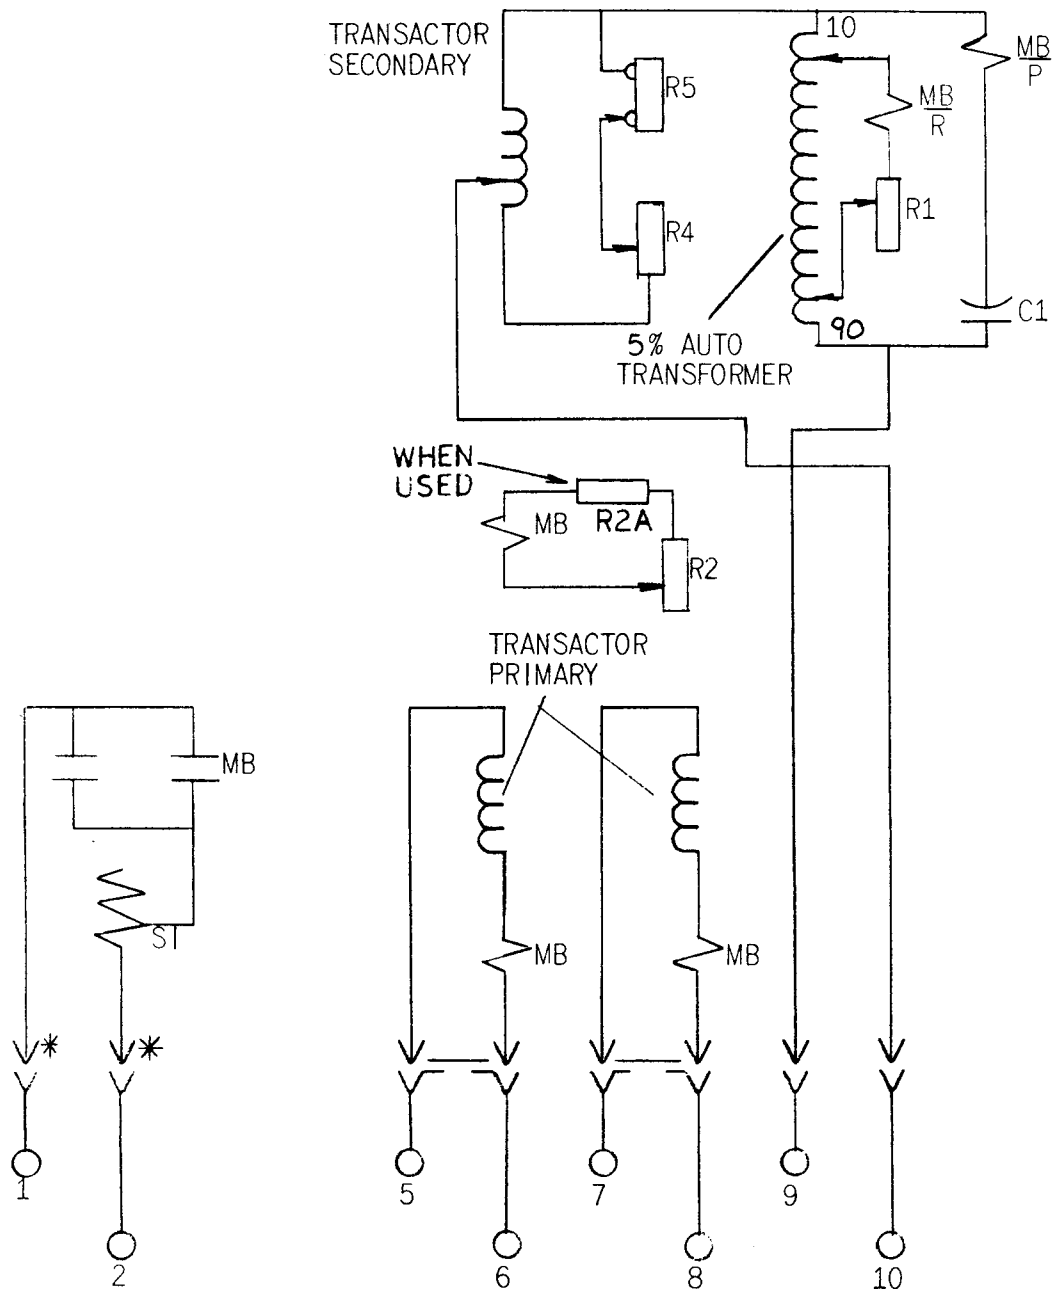 TRANSACTOR
SECONDARY
10
MB
P
R5
MB
R
R1
R4
C1
90
5% AUTO
TRANSFORMER
WHEN
USED
MB
R2A
R2
TRANSACTOR
PRIMARY
MB
SI
MB
MB
*
*
1
5
7
9
2
6
8
10